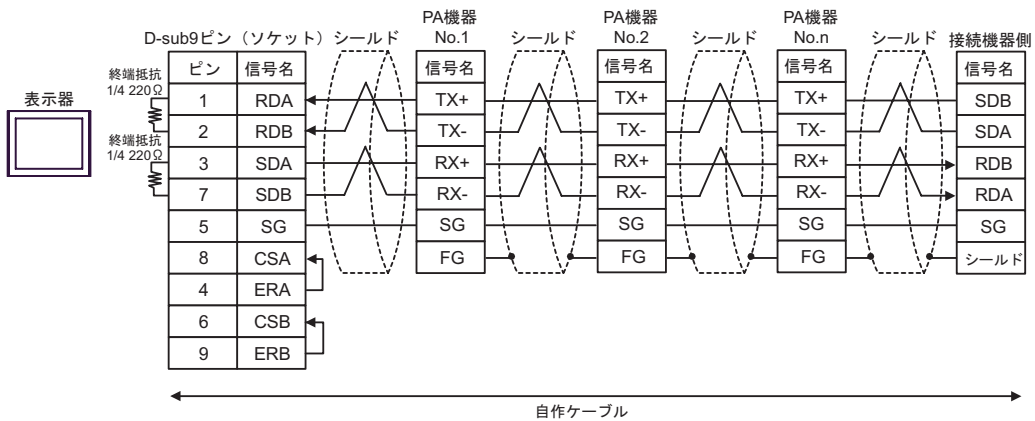 PA機器 PA機器 PA機器
D-sub9ピン（ソケット） シールド No.1 シールド No.2 シールド No.n シールド 接続機器側
表示器
終端抵抗
1/4 220Ω
終端抵抗
1/4 220Ω
ピン 信号名 信号名 信号名 信号名 信号名
1 RDA TX+ TX+ TX+ SDB
2 RDB TX- TX- TX- SDA
3 SDA RX+ RX+ RX+ RDB
7 SDB RX- RX- RX- RDA
5 SG SG SG SG SG
8 CSA FG FG FG シールド
4 ERA
6 CSB
9 ERB
自作ケーブル